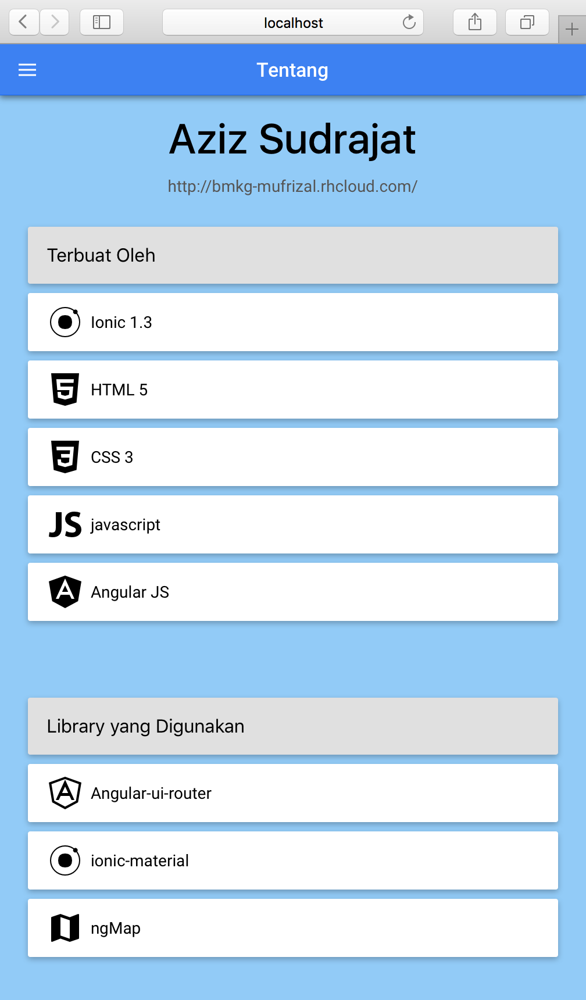 localhost
Tentang
Aziz Sudrajat
http://bmkg-mufrizal.rhcloud.com/
Terbuat Oleh
Ionic 1.3
HTML 5
CSS 3
JS javascript
Angular JS
Library yang Digunakan
Angular-ui-router
ionic-material
ngMap